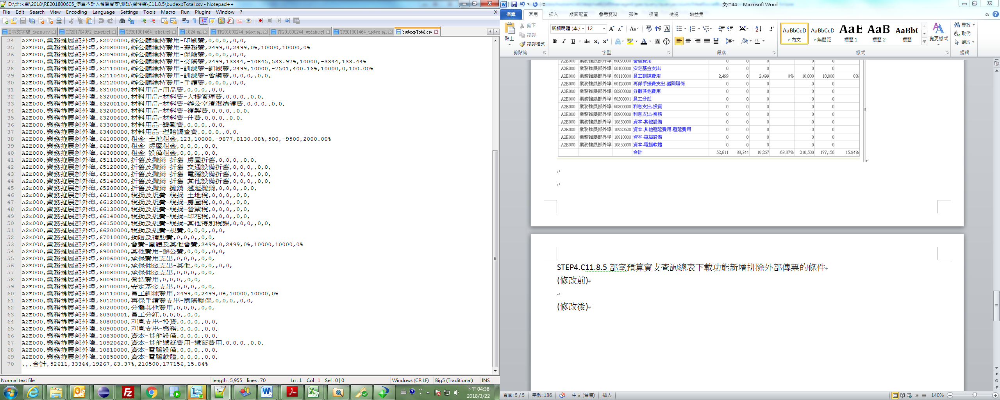 D:\需求單\2018\RE201800605_傳票不計入預算實支\測試\開發機\C11.8.5\budexpTotal.csv - Notepad++
File Edit Search View Encoding Language Settings Tools Macro Run Plugins Window ? X
B表文字檔_dense.csv TF201704952_insert.sql TF201801464_select.sql 1024.sql TF201800244_select.sql TF201800244_update.sql TF201801464_update.sql budexpTotal.csv
24 A2E000,業務推展部外埠,62070000,辦公廳維持費用-印刷費,0,0,0,,0,0,
25 A2E000,業務推展部外埠,62080000,辦公廳維持費用-勞務費,2499,0,2499,0%,10000,10000,0%
26 A2E000,業務推展部外埠,62090000,辦公廳維持費用-保險費,0,0,0,,0,0,
27 A2E000,業務推展部外埠,62100000,辦公廳維持費用-交際費,2499,13344,-10845,533.97%,10000,-3344,133.44%
28 A2E000,業務推展部外埠,62110000,辦公廳維持費用-訓練費-訓練費,2499,10000,-7501,400.16%,10000,0,100.00%
29 A2E000,業務推展部外埠,62110400,辦公廳維持費用-訓練費-會議費,0,0,0,,0,0,
30 A2E000,業務推展部外埠,62120000,辦公廳維持費用-手續費,0,0,0,,0,0,
31 A2E000,業務推展部外埠,63100000,材料用品-用品費,0,0,0,,0,0,
32 A2E000,業務推展部外埠,63200000,材料用品-材料費-大樓管理費,0,0,0,,0,0,
33 A2E000,業務推展部外埠,63200100,材料用品-材料費-辦公室清潔維護費,0,0,0,,0,0,
34 A2E000,業務推展部外埠,63200400,材料用品-材料費-複製費,0,0,0,,0,0,
35 A2E000,業務推展部外埠,63200600,材料用品-材料費-什費,0,0,0,,0,0,
36 A2E000,業務推展部外埠,63300000,材料用品-獎勵費,0,0,0,,0,0,
37 A2E000,業務推展部外埠,63400000,材料用品-理賠調查費,0,0,0,,0,0,
38 A2E000,業務推展部外埠,64100000,租金-土地租金,123,10000,-9877,8130.08%,500,-9500,2000.00%
39 A2E000,業務推展部外埠,64200000,租金-房屋租金,0,0,0,,0,0,
40 A2E000,業務推展部外埠,64300000,租金-設備租金,0,0,0,,0,0,
41 A2E000,業務推展部外埠,65110000,折舊及攤銷-折舊-房屋折舊,0,0,0,,0,0,
42 A2E000,業務推展部外埠,65120000,折舊及攤銷-折舊-交通設備折舊,0,0,0,,0,0,
43 A2E000,業務推展部外埠,65130000,折舊及攤銷-折舊-電腦設備折舊,0,0,0,,0,0,
44 A2E000,業務推展部外埠,65140000,折舊及攤銷-折舊-其他設備折舊,0,0,0,,0,0,
45 A2E000,業務推展部外埠,65200000,折舊及攤銷-攤銷-遞延攤銷,0,0,0,,0,0,
46 A2E000,業務推展部外埠,66110000,稅捐及規費-稅捐-土地稅,0,0,0,,0,0,
47 A2E000,業務推展部外埠,66120000,稅捐及規費-稅捐-房屋稅,0,0,0,,0,0,
48 A2E000,業務推展部外埠,66130000,稅捐及規費-稅捐-營業稅,0,0,0,,0,0,
49 A2E000,業務推展部外埠,66140000,稅捐及規費-稅捐-印花稅,0,0,0,,0,0,
50 A2E000,業務推展部外埠,66150000,稅捐及規費-稅捐-其他特別稅課,0,0,0,,0,0,
51 A2E000,業務推展部外埠,66200000,稅捐及規費-規費,0,0,0,,0,0,
52 A2E000,業務推展部外埠,67010000,捐贈及補助費,0,0,0,,0,0,
53 A2E000,業務推展部外埠,68010000,會費-團體及其他會費,2499,0,2499,0%,10000,10000,0%
54 A2E000,業務推展部外埠,69000000,其他費用-辦公費,0,0,0,,0,0,
55 A2E000,業務推展部外埠,60060000,承保費用支出,0,0,0,,0,0,
56 A2E000,業務推展部外埠,60070000,承保佣金支出-其他,0,0,0,,0,0,
57 A2E000,業務推展部外埠,60080000,承保佣金支出,0,0,0,,0,0,
58 A2E000,業務推展部外埠,60090000,營造費用,0,0,0,,0,0,
59 A2E000,業務推展部外埠,60100000,安定基金支出,0,0,0,,0,0,
60 A2E000,業務推展部外埠,60110000,員工訓練費用,2499,0,2499,0%,10000,10000,0%
61 A2E000,業務推展部外埠,60120000,再保手續費支出-國際聯保,0,0,0,,0,0,
62 A2E000,業務推展部外埠,60200000,分攤其他費用,0,0,0,,0,0,
63 A2E000,業務推展部外埠,60300001,員工分紅,0,0,0,,0,0,
64 A2E000,業務推展部外埠,60800000,利息支出-投資,0,0,0,,0,0,
65 A2E000,業務推展部外埠,60900000,利息支出-業務,0,0,0,,0,0,
66 A2E000,業務推展部外埠,10830000,資本-其他設備,0,0,0,,0,0,
67 A2E000,業務推展部外埠,10920620,資本-其他遞延費用-遞延費用,0,0,0,,0,0,
68 A2E000,業務推展部外埠,10810000,資本-電腦設備,0,0,0,,0,0,
69 A2E000,業務推展部外埠,10850000,資本-電腦軟體,0,0,0,,0,0,
70 ,,,合計,52611,33344,19267,63.37%,210500,177156,15.84%
Normal text file length : 5,955 lines : 70 Ln : 1 Col : 1 Sel : 0 | 0 Windows (CR LF) Big5 (Traditional) INS
下午 04:38
2018/3/22
文件44 - Microsoft Word
檔案 常用 插入 版面配置 參考資料 郵件 校閱 檢視 增益集
貼上 剪下 複製 複製格式 剪貼簿
新細明體 (本文 12 字型
段落
AaBbCcD AaBbCcD AaB AaB AaBbC
內文 無間距 標題 1 標題 2 標題 變更樣式 樣式
尋找 取代 選取 編輯
A2E000 業務推展部外埠 60090000 營造費用 0 0 0 0 0
A2E000 業務推展部外埠 60100000 安定基金支出 0 0 0 0 0
A2E000 業務推展部外埠 60110000 員工訓練費用 2,499 0 2,499 0% 10,000 10,000 0%
A2E000 業務推展部外埠 60120000 再保手續費支出-國際聯保 0 0 0 0 0
A2E000 業務推展部外埠 60200000 分攤其他費用 0 0 0 0 0
A2E000 業務推展部外埠 60300001 員工分紅 0 0 0 0 0
A2E000 業務推展部外埠 60800000 利息支出-投資 0 0 0 0 0
A2E000 業務推展部外埠 60900000 利息支出-業務 0 0 0 0 0
A2E000 業務推展部外埠 10830000 資本-其他設備 0 0 0 0 0
A2E000 業務推展部外埠 10920620 資本-其他遞延費用-遞延費用 0 0 0 0 0
A2E000 業務推展部外埠 10810000 資本-電腦設備 0 0 0 0 0
A2E000 業務推展部外埠 10850000 資本-電腦軟體 0 0 0 0 0
合計 52,611 33,344 19,267 63.37% 210,500 177,156 15.84%
STEP4.C11.8.5 部室預算實支查詢總表下載功能新增排除外部傳票的條件
(修改前)
(修改後)
頁面: 5 / 5 字數: 186 中文 (台灣) 插入 140%